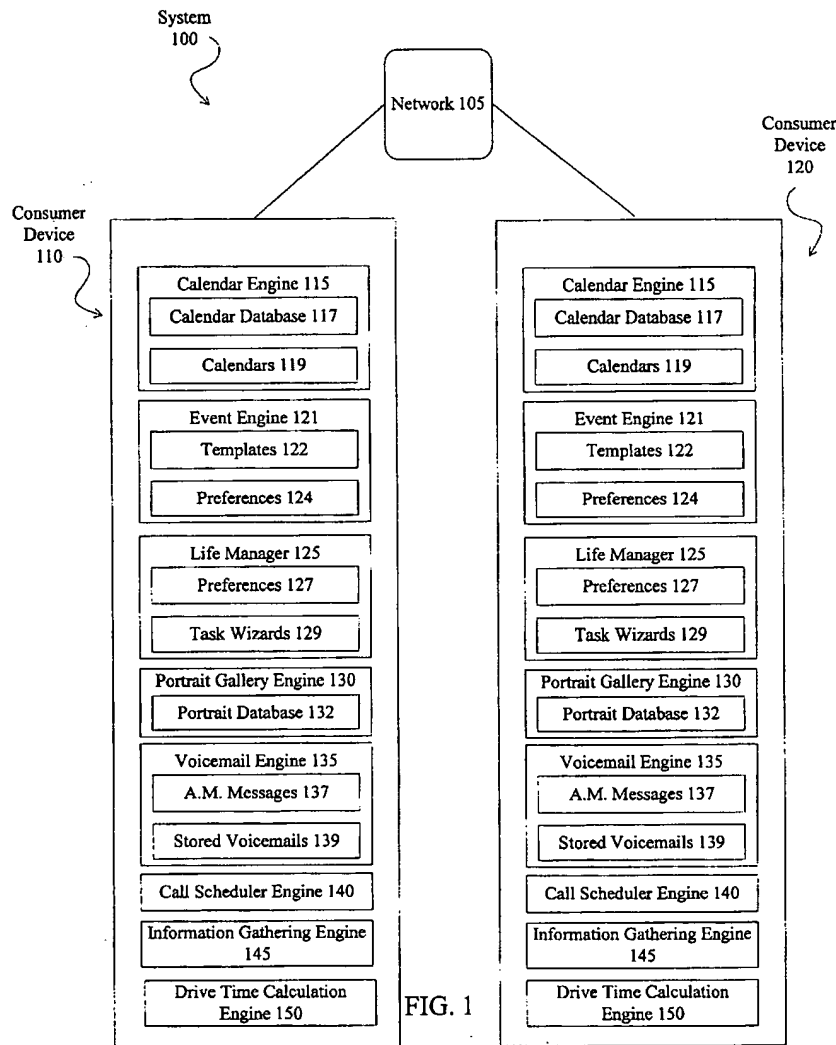 System
100
Network 105
Consumer
Device
120
Consumer
Device
110
Calendar Engine 115
Calendar Database 117
Calendars 119
Event Engine 121
Templates 122
Preferences 124
Life Manager 125
Preferences 127
Task Wizards 129
Portrait Gallery Engine 130
Portrait Database 132
Voicemail Engine 135
A.M. Messages 137
Stored Voicemails 139
Call Scheduler Engine 140
Information Gathering Engine
145
Drive Time Calculation
Engine 150
Calendar Engine 115
Calendar Database 117
Calendars 119
Event Engine 121
Templates 122
Preferences 124
Life Manager 125
Preferences 127
Task Wizards 129
Portrait Gallery Engine 130
Portrait Database 132
Voicemail Engine 135
A.M. Messages 137
Stored Voicemails 139
Call Scheduler Engine 140
Information Gathering Engine
145
Drive Time Calculation
Engine 150
FIG. 1